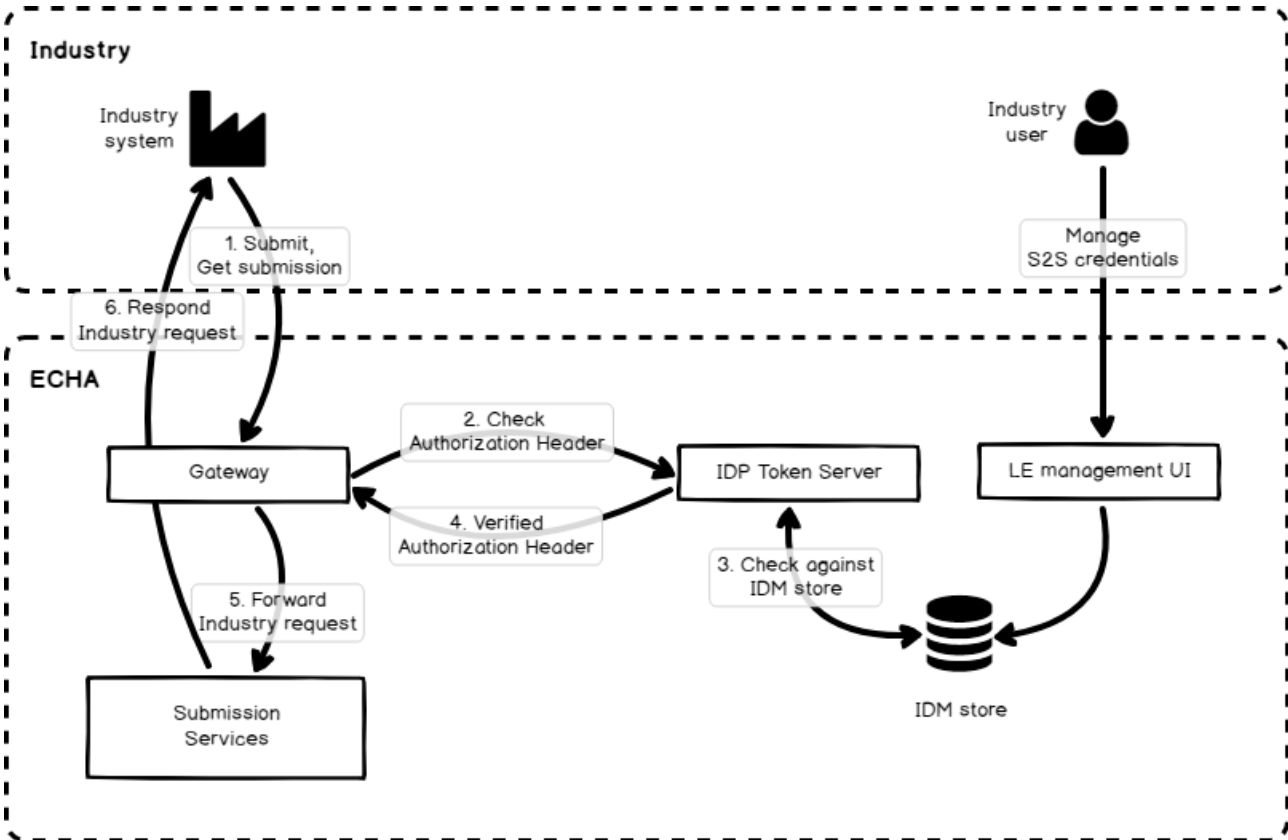 Industry
Industry
system
Industry
user
1. Submit,
Get submission
Manage
S2S credentials
6. Respond
Industry request
ECHA
2. Check
Authorization Header
Gateway
IDP Token Server
LE management UI
4. Verified
Authorization Header
3. Check against
IDM store
5. Forward
Industry request
IDM store
Submission
Services